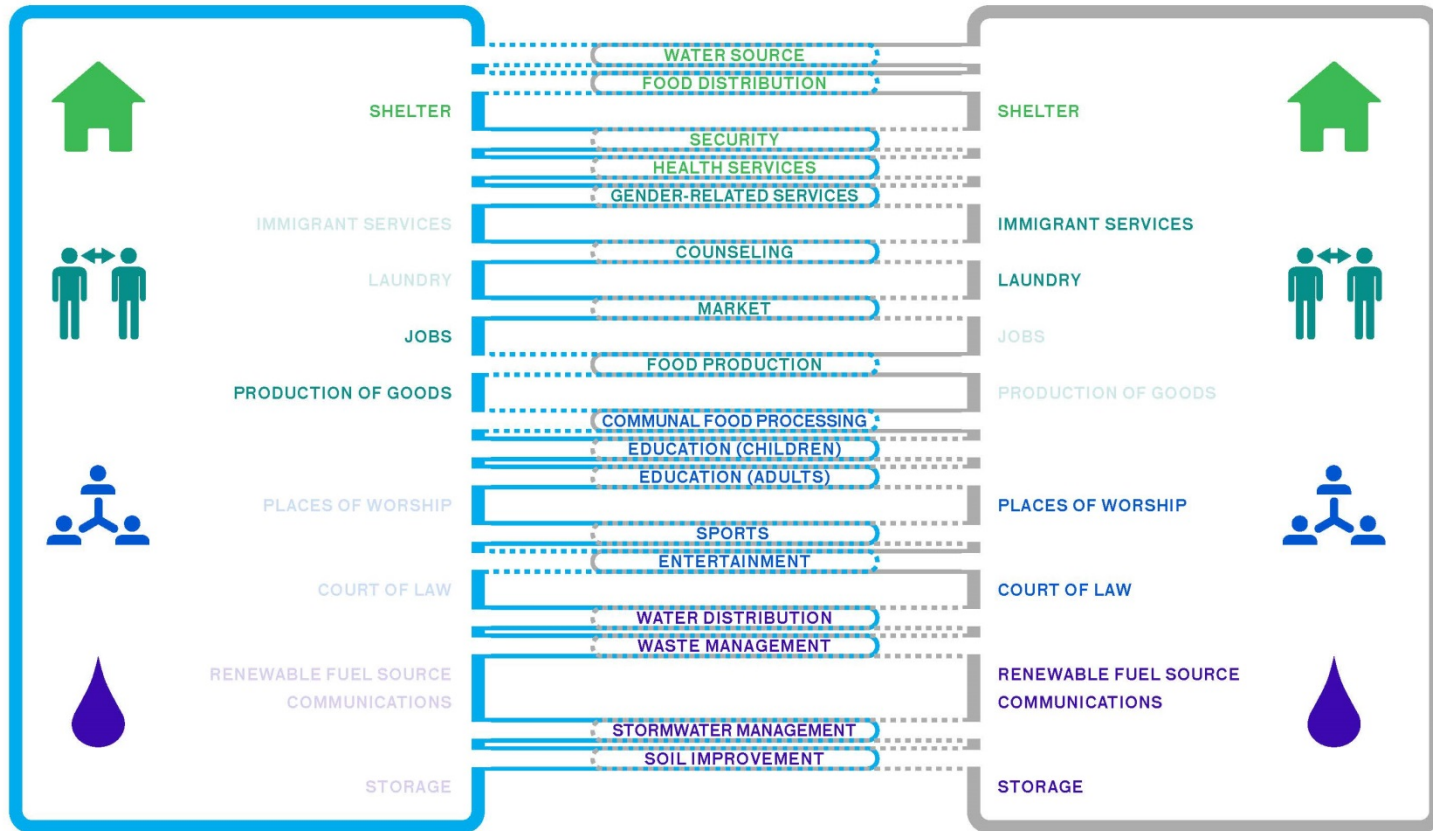 WATER SOURCE
FOOD DISTRIBUTION
SHELTER
SHELTER
SECURITY
HEALTH SERVICES
GENDER-RELATED SERVICES
IMMIGRANT SERVICES
IMMIGRANT SERVICES
COUNSELING
LAUNDRY
LAUNDRY
MARKET
JOBS
JOBS
FOOD PRODUCTION
PRODUCTION OF GOODS
PRODUCTION OF GOODS
COMMUNAL FOOD PROCESSING
EDUCATION (CHILDREN)
EDUCATION (ADULTS)
PLACES OF WORSHIP
PLACES OF WORSHIP
SPORTS
ENTERTAINMENT
COURT OF LAW
COURT OF LAW
WATER DISTRIBUTION
WASTE MANAGEMENT
RENEWABLE FUEL SOURCE
RENEWABLE FUEL SOURCE
COMMUNICATIONS
COMMUNICATIONS
STORMWATER MANAGEMENT
SOIL IMPROVEMENT
STORAGE
STORAGE